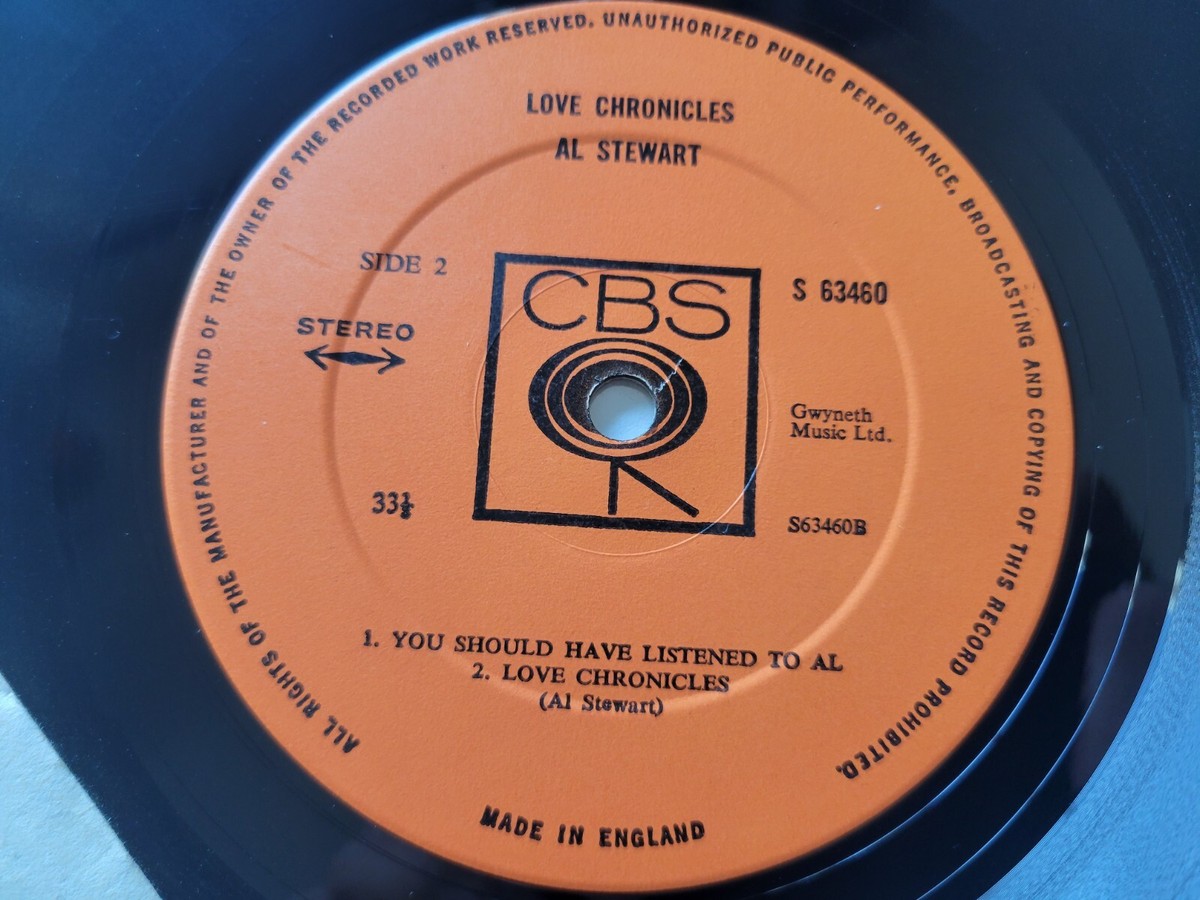 ALL RIGHTS OF THE MANUFACTURER AND OF THE OWNER OF THE RECORDED WORK RESERVED. UNAUTHORIZED PUBLIC PERFORMANCE, BROADCASTING AND COPYING OF THIS RECORD PROHIBITED.
LOVE CHRONICLES
AL STEWART
SIDE 2
STEREO
33⅓
CBS
S 63460
Gwyneth
Music Ltd.
S63460B
1. YOU SHOULD HAVE LISTENED TO AL
2. LOVE CHRONICLES
(Al Stewart)
MADE IN ENGLAND